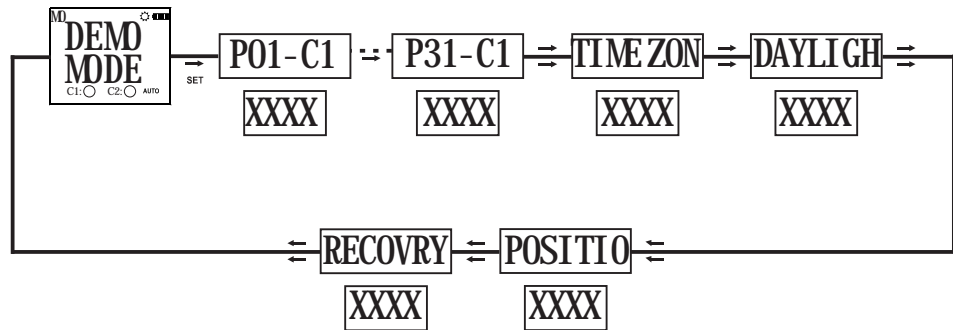 M0
DEMO
MODE
C1: C2: AUTO
SET
P01-C1
XXXX
P31-C1
XXXX
TIMEZON
XXXX
DAYLIGH
XXXX
RECOVRY
XXXX
POSITIO
XXXX